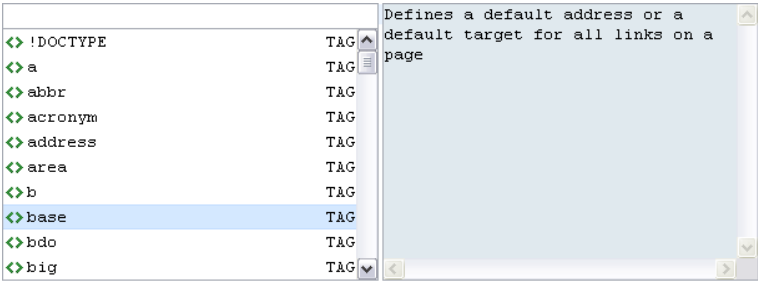 !DOCTYPE TAG
a TAG
abbr TAG
acronym TAG
address TAG
area TAG
b TAG
base TAG
bdo TAG
big TAG
Defines a default address or a
default target for all links on a
page